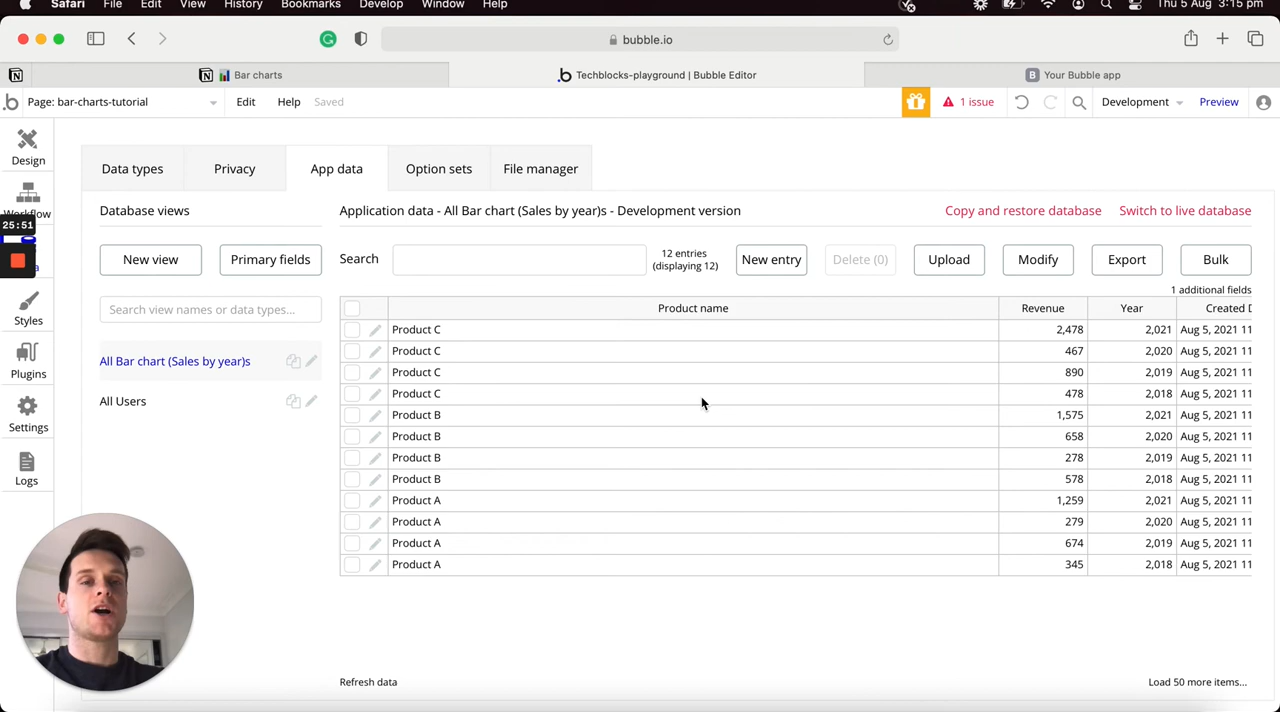 Safari File Edit View History Bookmarks Develop Window Help Thu 5 Aug 3:15 pm
bubble.io
Bar charts Techblocks-playground | Bubble Editor Your Bubble app
Page: bar-charts-tutorial Edit Help Saved 1 issue Development Preview
Design
Workflow
25:51
Styles
Plugins
Settings
Logs
Data types Privacy App data Option sets File manager
Database views
New view Primary fields
Search view names or data types...
All Bar chart (Sales by year)s
All Users
Application data - All Bar chart (Sales by year)s - Development version Copy and restore database Switch to live database
Search 12 entries (displaying 12) New entry Delete (0) Upload Modify Export Bulk
1 additional fields
Product name Revenue Year Created D
Product C 2,478 2,021 Aug 5, 2021 11
Product C 467 2,020 Aug 5, 2021 11
Product C 890 2,019 Aug 5, 2021 11
Product C 478 2,018 Aug 5, 2021 11
Product B 1,575 2,021 Aug 5, 2021 11
Product B 658 2,020 Aug 5, 2021 11
Product B 278 2,019 Aug 5, 2021 11
Product B 578 2,018 Aug 5, 2021 11
Product A 1,259 2,021 Aug 5, 2021 11
Product A 279 2,020 Aug 5, 2021 11
Product A 674 2,019 Aug 5, 2021 11
Product A 345 2,018 Aug 5, 2021 11
Refresh data Load 50 more items...